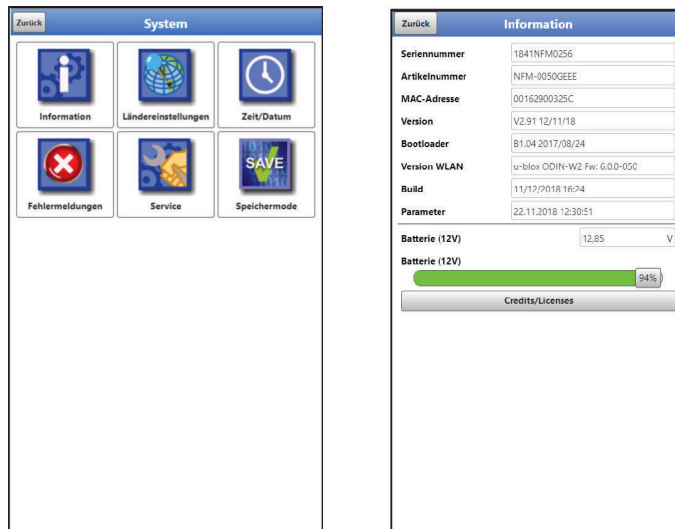 Zurück
System
Information
Ländereinstellungen
Zeit/Datum
SAVE
Fehlermeldungen
Service
Speichermode
Zurück
Information
Seriennummer 1841NFM0256
Artikelnummer NFM-0050GEEE
MAC-Adresse 00162900325C
Version V2.91 12/11/18
Bootloader B1.04 2017/08/24
Version WLAN u-blox ODIN-W2 Fw: 6.0.0-050
Build 11/12/2018 16:24
Parameter 22.11.2018 12:30:51
Batterie (12V) 12,85 V
Batterie (12V)
94%
Credits/Licenses